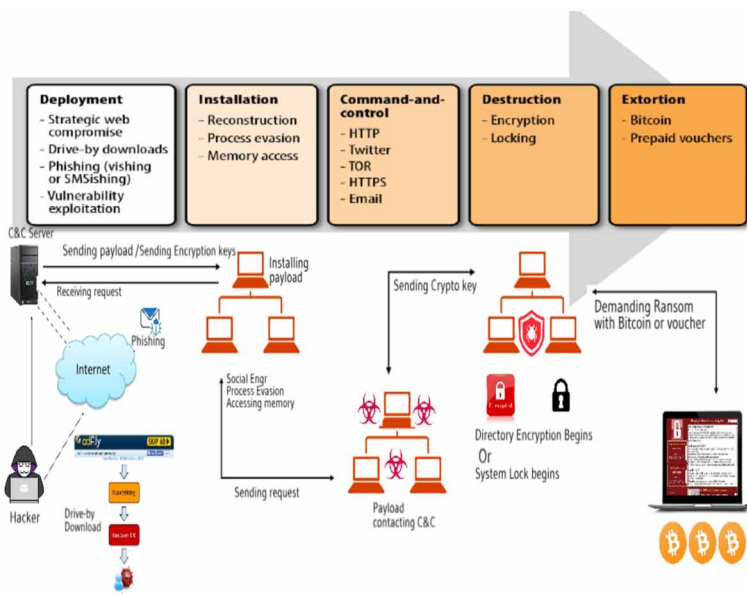 Deployment
- Strategic web
compromise
- Drive-by downloads
- Phishing (vishing
or SMSishing)
- Vulnerability
exploitation
Installation
- Reconstruction
- Process evasion
- Memory access
Command-and-
control
- HTTP
- Twitter
- TOR
- HTTPS
- Email
Destruction
- Encryption
- Locking
Extortion
- Bitcoin
- Prepaid vouchers
C&C Server
Sending payload /Sending Encryption keys
Receiving request
Installing
payload
Phishing
Internet
Social Engr
Process Evasion
Accessing memory
Sending request
Hacker
adfly
SKIP AD
Drive-by
Download
Payload
contacting C&C
Sending Crypto key
Encrypted
Directory Encryption Begins
Or
System Lock begins
Demanding Ransom
with Bitcoin or voucher